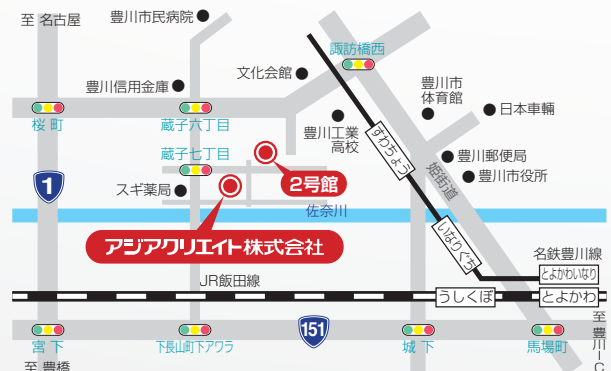 至 名古屋
豊川市民病院
諏訪橋西
文化会館
豊川信用金庫
豊川市
体育館
日本車輛
桜 町
蔵子六丁目
豊川工業
高校
すわちょう
蔵子七丁目
豊川郵便局
豊川市役所
姫街道
1
スギ薬局
2号館
佐奈川
アジアクリエイト株式会社
いなりぐち
名鉄豊川線
とよかわいなり
JR飯田線
うしくぼ
とよかわ
151
宮 下
下長山町下アワラ
城 下
馬場町
至 豊橋
至 豊川IC